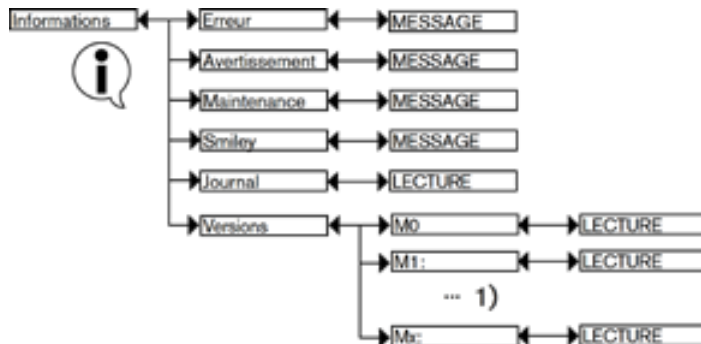 Informations Erreur MESSAGE
Avertissement MESSAGE
Maintenance MESSAGE
Smiley MESSAGE
Journal LECTURE
Versions M0 LECTURE
M1: LECTURE
... 1)
Mx: LECTURE